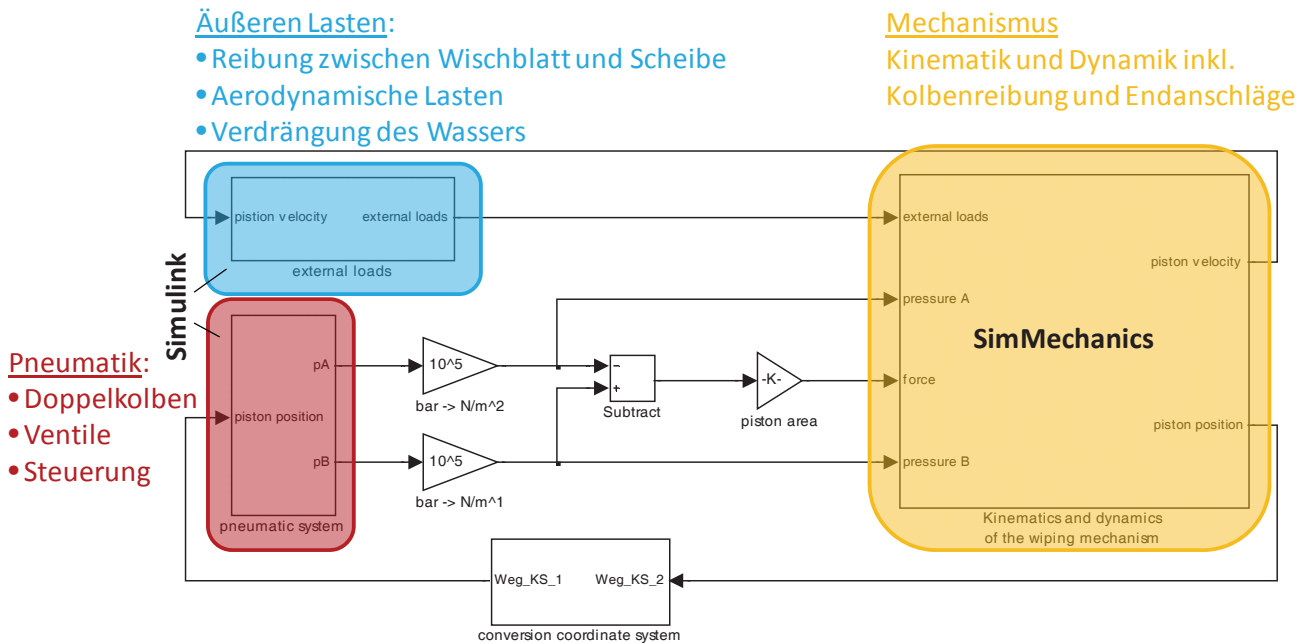 Äußeren Lasten:
• Reibung zwischen Wischblatt und Scheibe
• Aerodynamische Lasten
• Verdrängung des Wassers
Mechanismus
Kinematik und Dynamik inkl.
Kolbenreibung und Endanschläge
pistion velocity
external loads
external loads
Simulink
Pneumatik:
• Doppelkolben
• Ventile
• Steuerung
pA
piston position
pB
pneumatic system
10^5
bar -> N/m^2
10^5
bar -> N/m^1
−
+
Subtract
-K-
piston area
external loads
piston velocity
pressure A
SimMechanics
force
piston position
pressure B
Kinematics and dynamics
of the wiping mechanism
Weg_KS_1
Weg_KS_2
conversion coordinate system